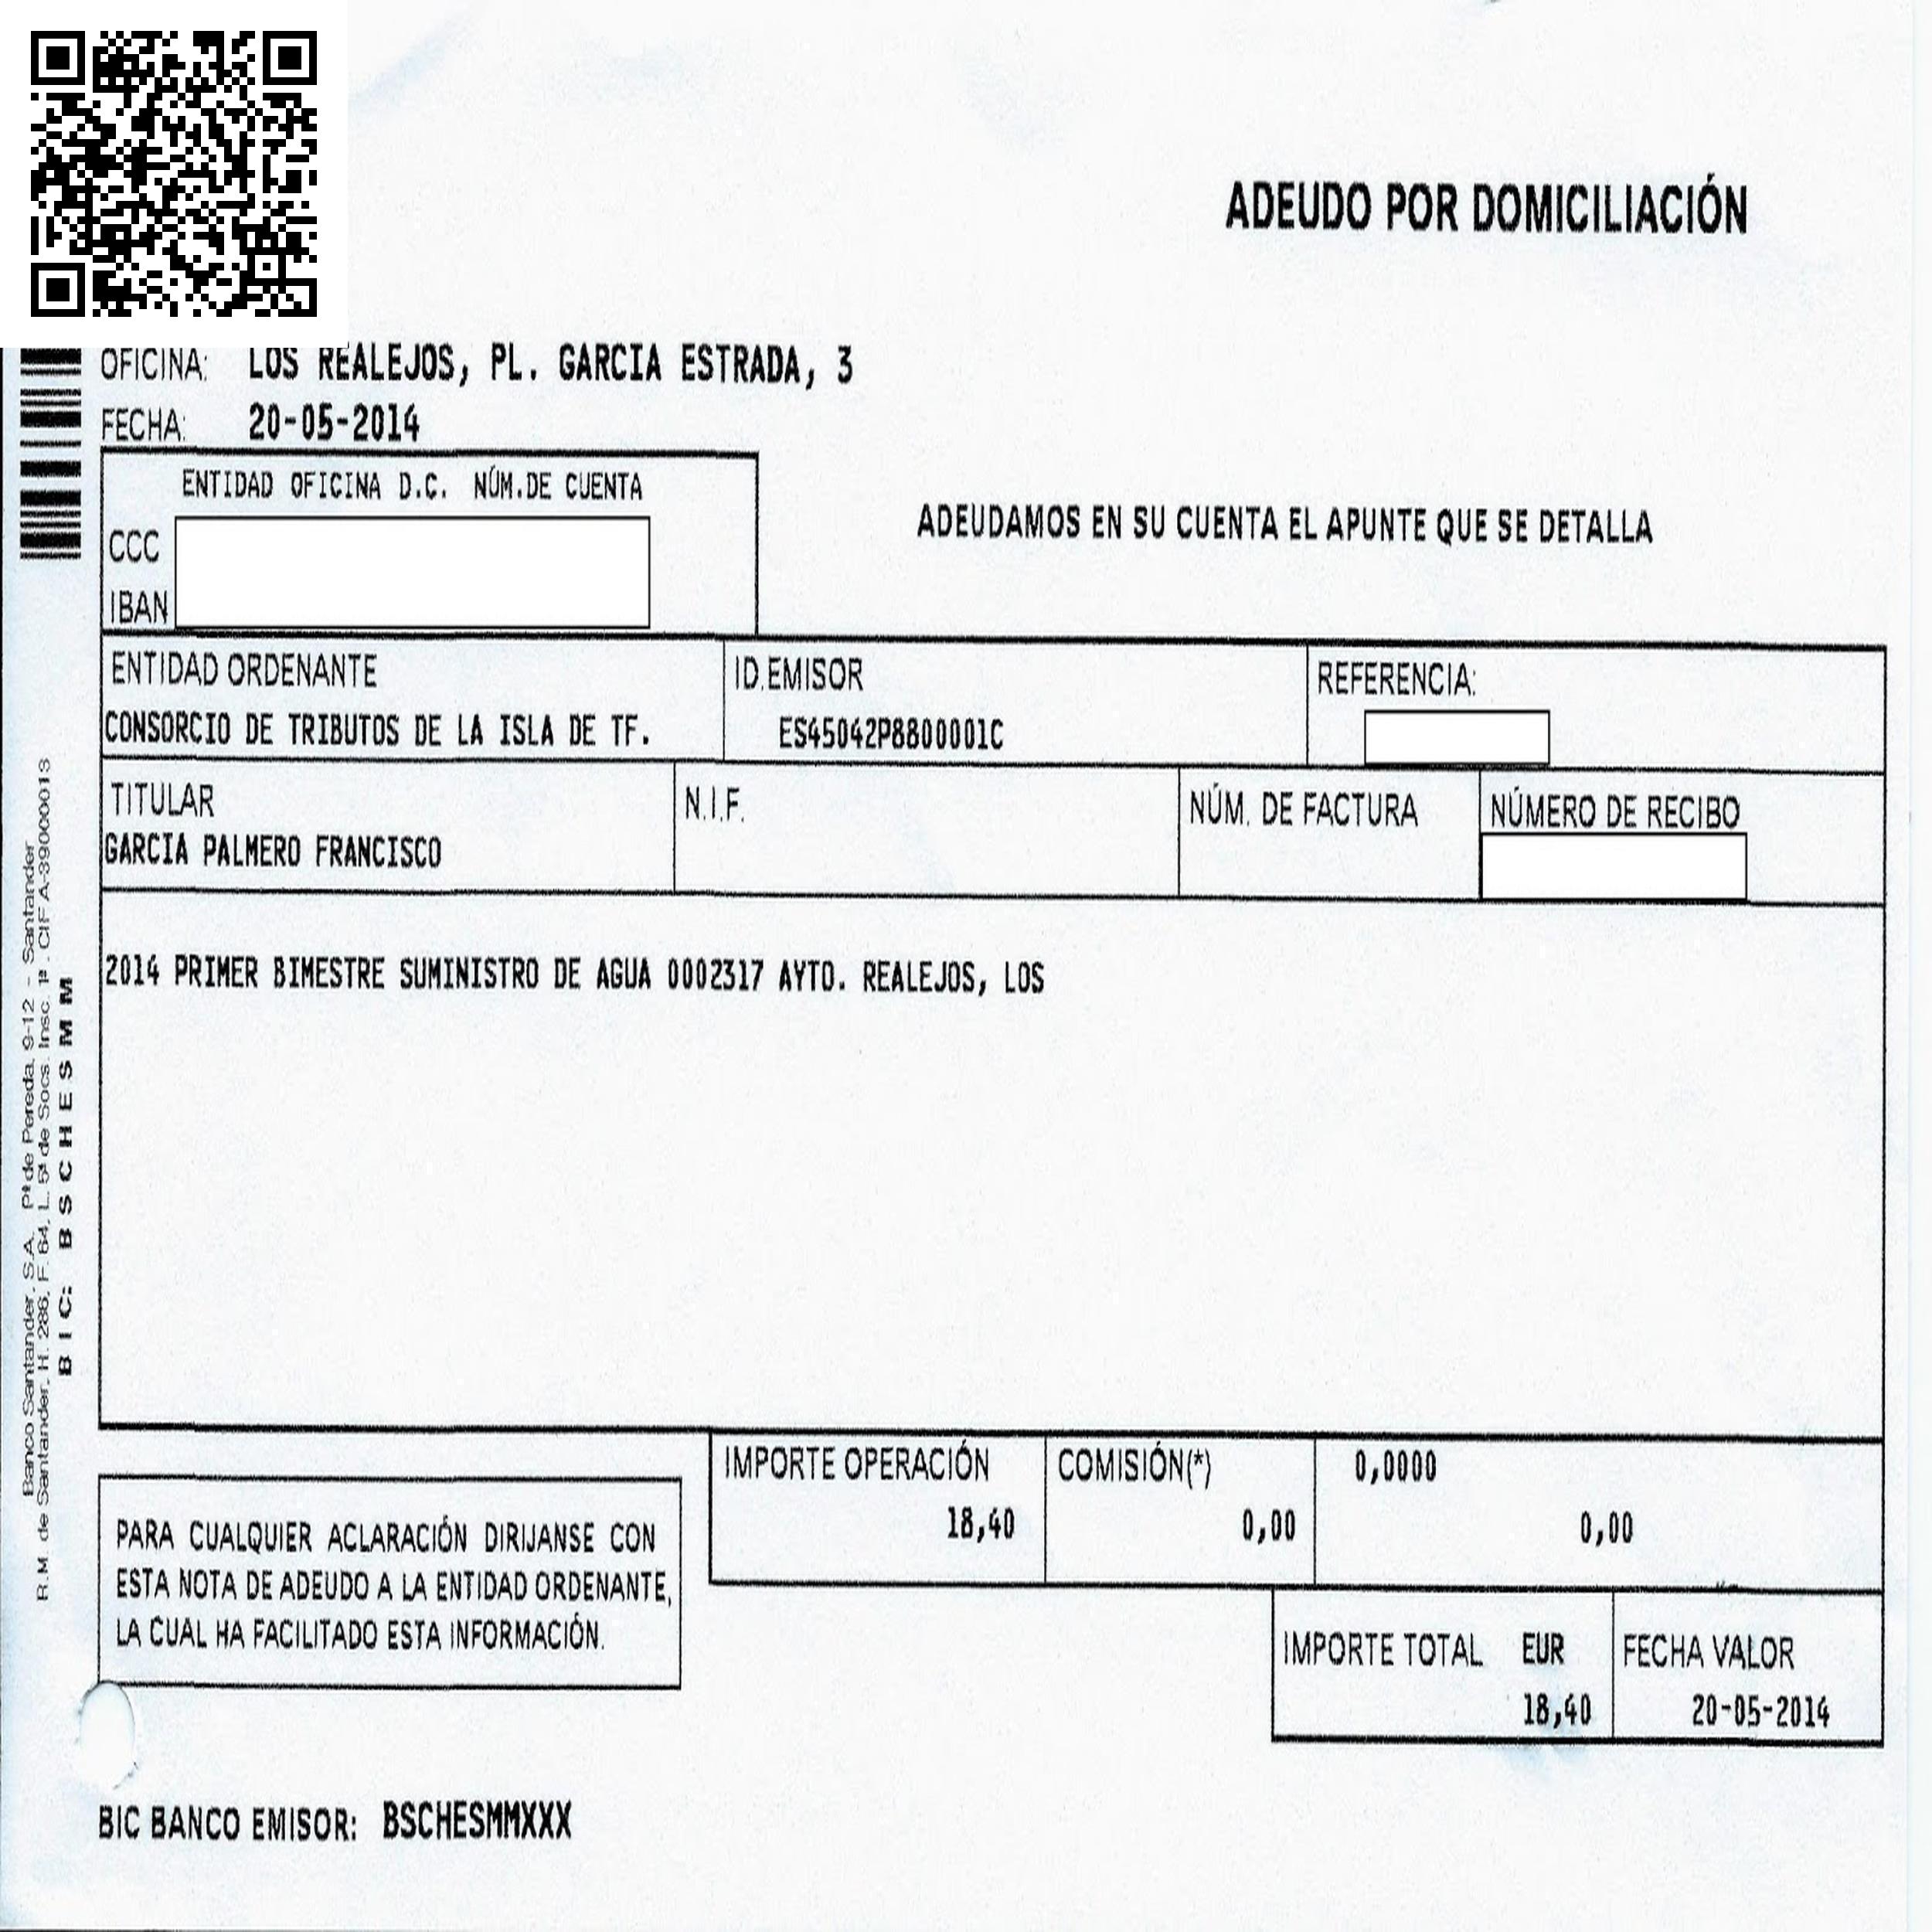 ADEUDO POR DOMICILIACIÓN
OFICINA: LOS REALEJOS, PL. GARCIA ESTRADA, 3
FECHA: 20-05-2014
ENTIDAD OFICINA D.C. NÚM.DE CUENTA
CCC
IBAN
ADEUDAMOS EN SU CUENTA EL APUNTE QUE SE DETALLA
ENTIDAD ORDENANTE
CONSORCIO DE TRIBUTOS DE LA ISLA DE TF.
ID.EMISOR
ES45042P8800001C
REFERENCIA:
TITULAR
GARCIA PALMERO FRANCISCO
N.I.F.
NÚM. DE FACTURA
NÚMERO DE RECIBO
2014 PRIMER BIMESTRE SUMINISTRO DE AGUA 0002317 AYTO. REALEJOS, LOS
IMPORTE OPERACIÓN
18,40
COMISIÓN(*)
0,00
0,0000
0,00
PARA CUALQUIER ACLARACIÓN DIRIJANSE CON
ESTA NOTA DE ADEUDO A LA ENTIDAD ORDENANTE,
LA CUAL HA FACILITADO ESTA INFORMACIÓN.
IMPORTE TOTAL EUR
18,40
FECHA VALOR
20-05-2014
BIC BANCO EMISOR: BSCHESMMXXX
Banco Santander, S.A. Pº de Pereda, 9-12 - Santander
R.M. de Santander, H. 286, F. 64, L. 5º de Socs. Insc. 1ª. CIF A-39000013
BIC: BSCHESMM